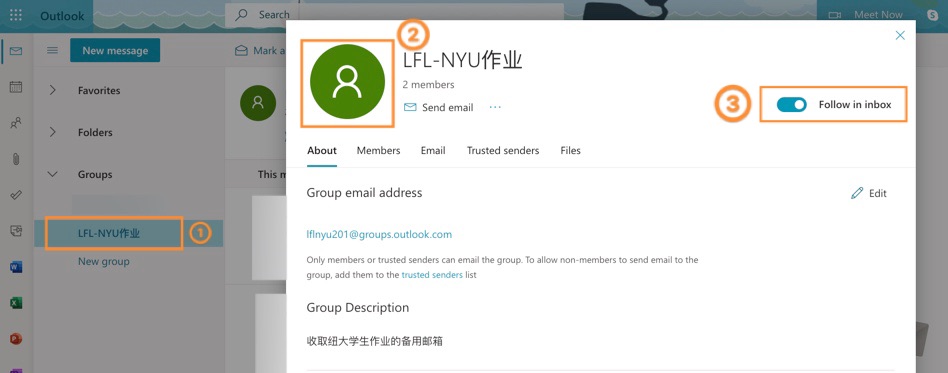 Outlook
Search
Meet Now
New message
Mark a
Favorites
Folders
Groups
This m
LFL-NYU作业
①
New group
②
LFL-NYU作业
2 members
Send email
③
Follow in inbox
About
Members
Email
Trusted senders
Files
Group email address
Edit
lflnyu201@groups.outlook.com
Only members or trusted senders can email the group. To allow non-members to send email to the
group, add them to the trusted senders list
Group Description
收取纽大学生作业的备用邮箱